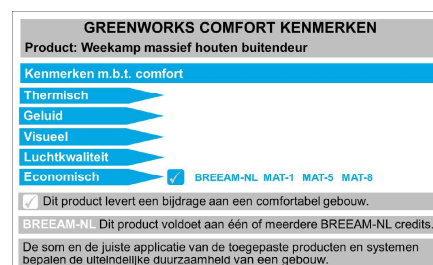 GREENWORKS COMFORT KENMERKEN
Product: Weekamp massief houten buitendeur
Kenmerken m.b.t. comfort
Thermisch
Geluid
Visueel
Luchtkwaliteit
Economisch BREEAM-NL MAT-1 MAT-5 MAT-8
Dit product levert een bijdrage aan een comfortabel gebouw.
BREEAM-NL Dit product voldoet aan één of meerdere BREEAM-NL credits.
De som en de juiste applicatie van de toegepaste producten en systemen
bepalen de uiteindelijke duurzaamheid van een gebouw.